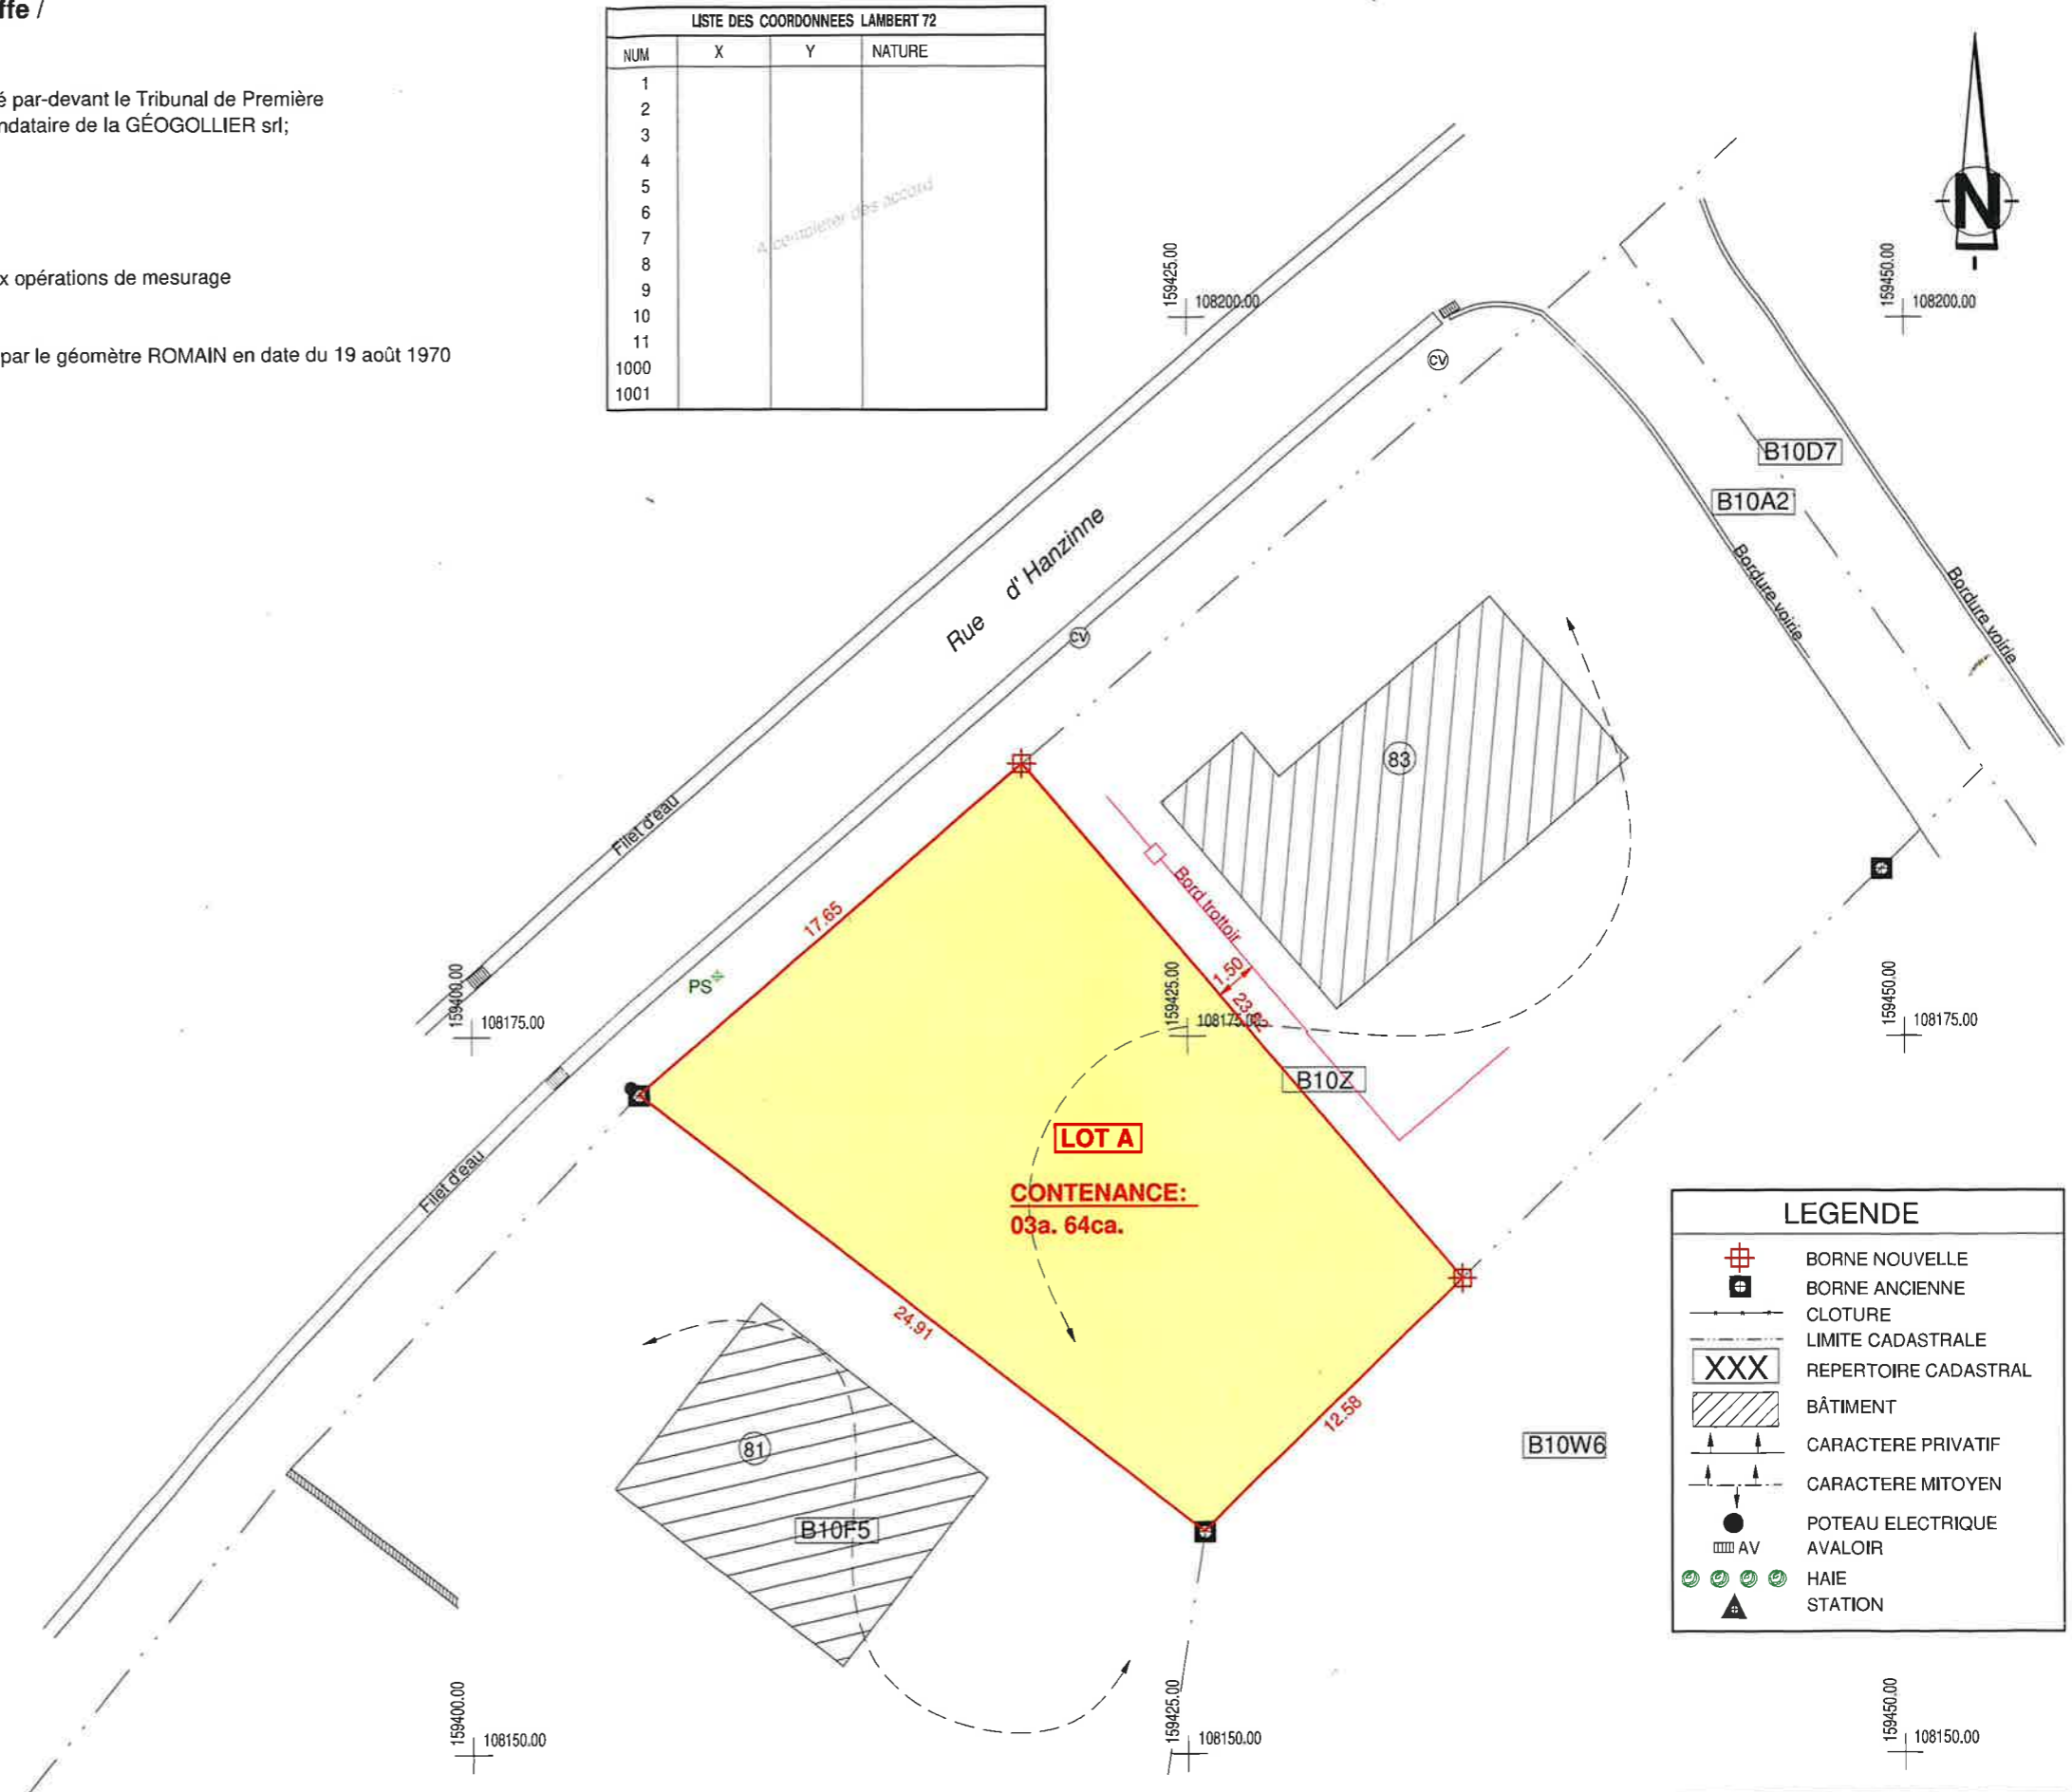 ffe /
é par-devant le Tribunal de Première
ndataire de la GÉOGOLLIER srl;
x opérations de mesurage
par le géomètre ROMAIN en date du 19 août 1970
LISTE DES COORDONNEES LAMBERT 72
NUM X Y NATURE
1
2
3
4
5
6
7
8
9
10
11
1000
1001
A completer des accord
N
159425.00
108200.00
159450.00
108200.00
CV
B10D7
B10A2
Bordure voirie
Bordure voirie
Rue d'Hanzinne
CV
83
Filet d'eau
17.65
Bord trottoir
1.50
PS
159400.00
108175.00
159425.00
108175.00
159450.00
108175.00
B10Z
LOT A
CONTENANCE:
03a. 64ca.
Filet d'eau
24.91
12.58
81
B10F5
B10W6
LEGENDE
BORNE NOUVELLE
BORNE ANCIENNE
CLOTURE
LIMITE CADASTRALE
XXX REPERTOIRE CADASTRAL
BÂTIMENT
CARACTERE PRIVATIF
CARACTERE MITOYEN
POTEAU ELECTRIQUE
AV AVALOIR
HAIE
STATION
159400.00
108150.00
159425.00
108150.00
159450.00
108150.00